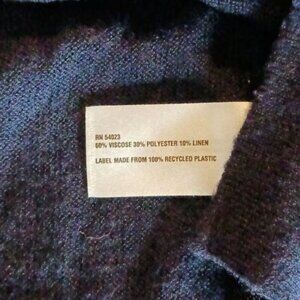 RN 54023
60% VISCOSE 30% POLYESTER 10% LINEN
LABEL MADE FROM 100% RECYCLED PLASTIC